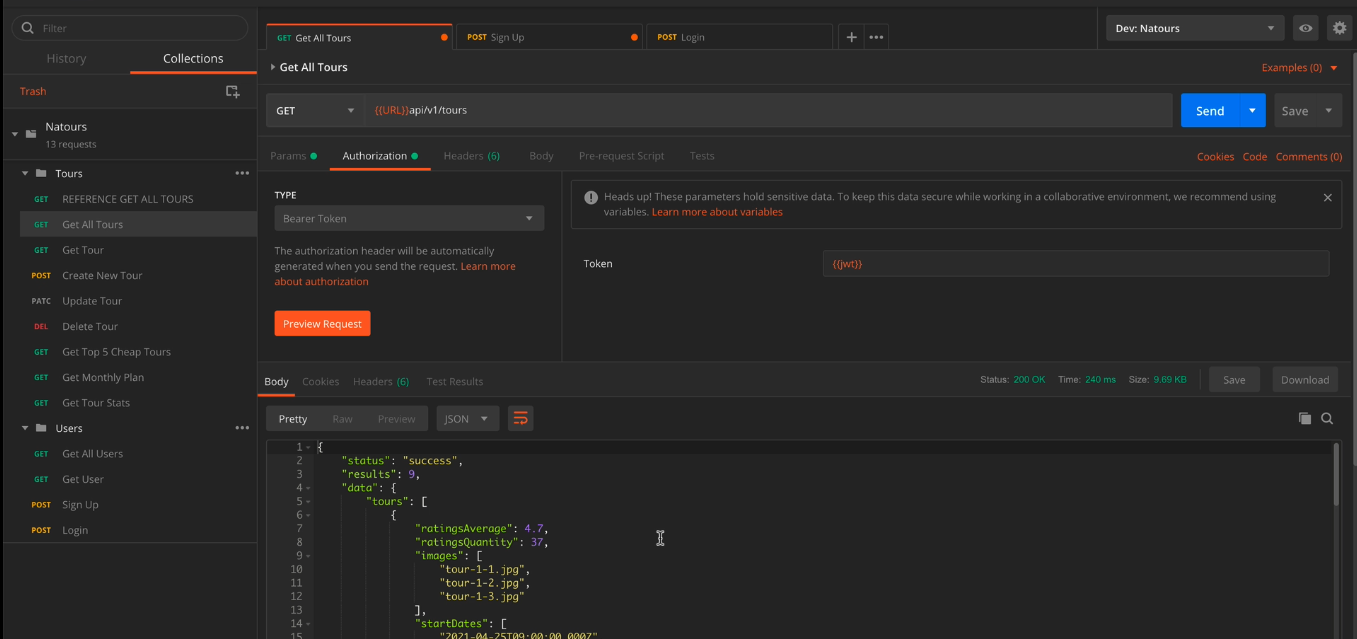 Filter
History
Collections
Trash
Natours
13 requests
Tours
GET REFERENCE GET ALL TOURS
GET Get All Tours
GET Get Tour
POST Create New Tour
PATC Update Tour
DEL Delete Tour
GET Get Top 5 Cheap Tours
GET Get Monthly Plan
GET Get Tour Stats
Users
GET Get All Users
GET Get User
POST Sign Up
POST Login
GET Get All Tours
POST Sign Up
POST Login
Dev: Natours
Get All Tours
Examples (0)
GET
{{URL}}api/v1/tours
Send
Save
Params
Authorization
Headers (6)
Body
Pre-request Script
Tests
Cookies
Code
Comments (0)
TYPE
Bearer Token
The authorization header will be automatically
generated when you send the request. Learn more
about authorization
Preview Request
Heads up! These parameters hold sensitive data. To keep this data secure while working in a collaborative environment, we recommend using
variables. Learn more about variables
Token
{{jwt}}
Body
Cookies
Headers (6)
Test Results
Status: 200 OK
Time: 240 ms
Size: 9.69 KB
Save
Download
Pretty
Raw
Preview
JSON
1 {
2 "status": "success",
3 "results": 9,
4 "data": {
5 "tours": [
6 {
7 "ratingsAverage": 4.7,
8 "ratingsQuantity": 37,
9 "images": [
10 "tour-1-1.jpg",
11 "tour-1-2.jpg",
12 "tour-1-3.jpg"
13 ],
14 "startDates": [
15 "2021-04-25T09:00:00.000Z"